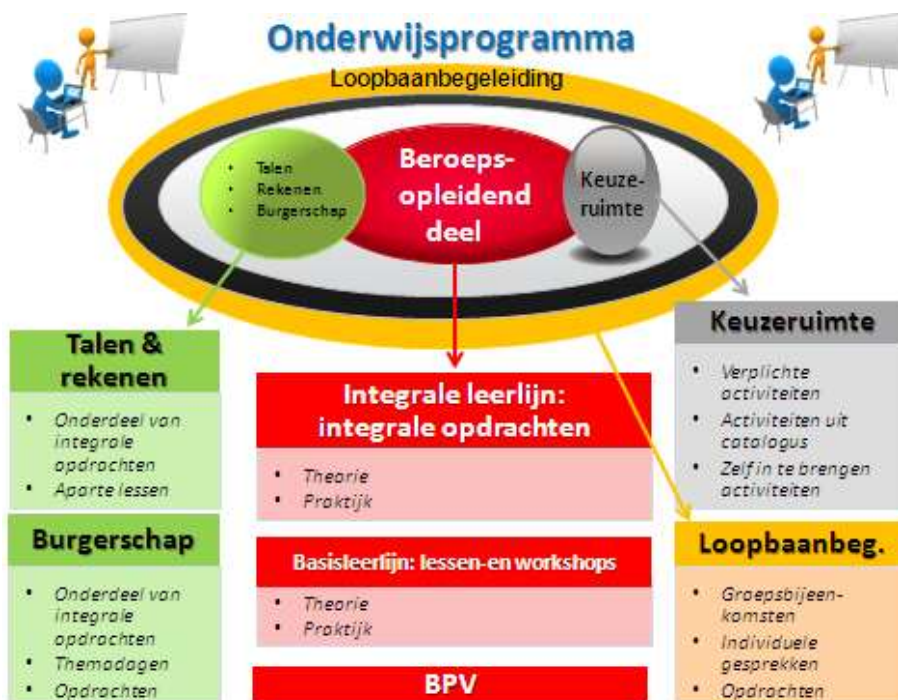 Onderwijsprogramma
Loopbaanbegeleiding
• Talen
• Rekenen
• Burgerschap
Beroeps-
opleidend
deel
Keuze-
ruimte
Talen &
rekenen
• Onderdeel van
integrale
opdrachten
• Aparte lessen
Burgerschap
• Onderdeel van
integrale
opdrachten
• Themadagen
• Opdrachten
Integrale leerlijn:
integrale opdrachten
• Theorie
• Praktijk
Basisleerlijn: lessen-en workshops
• Theorie
• Praktijk
BPV
Keuzeruimte
• Verplichte
activiteiten
• Activiteiten uit
catalogus
• Zelf in te brengen
activiteiten
Loopbaanbeg.
• Groepsbijeen-
komsten
• Individuele
gesprekken
• Opdrachten